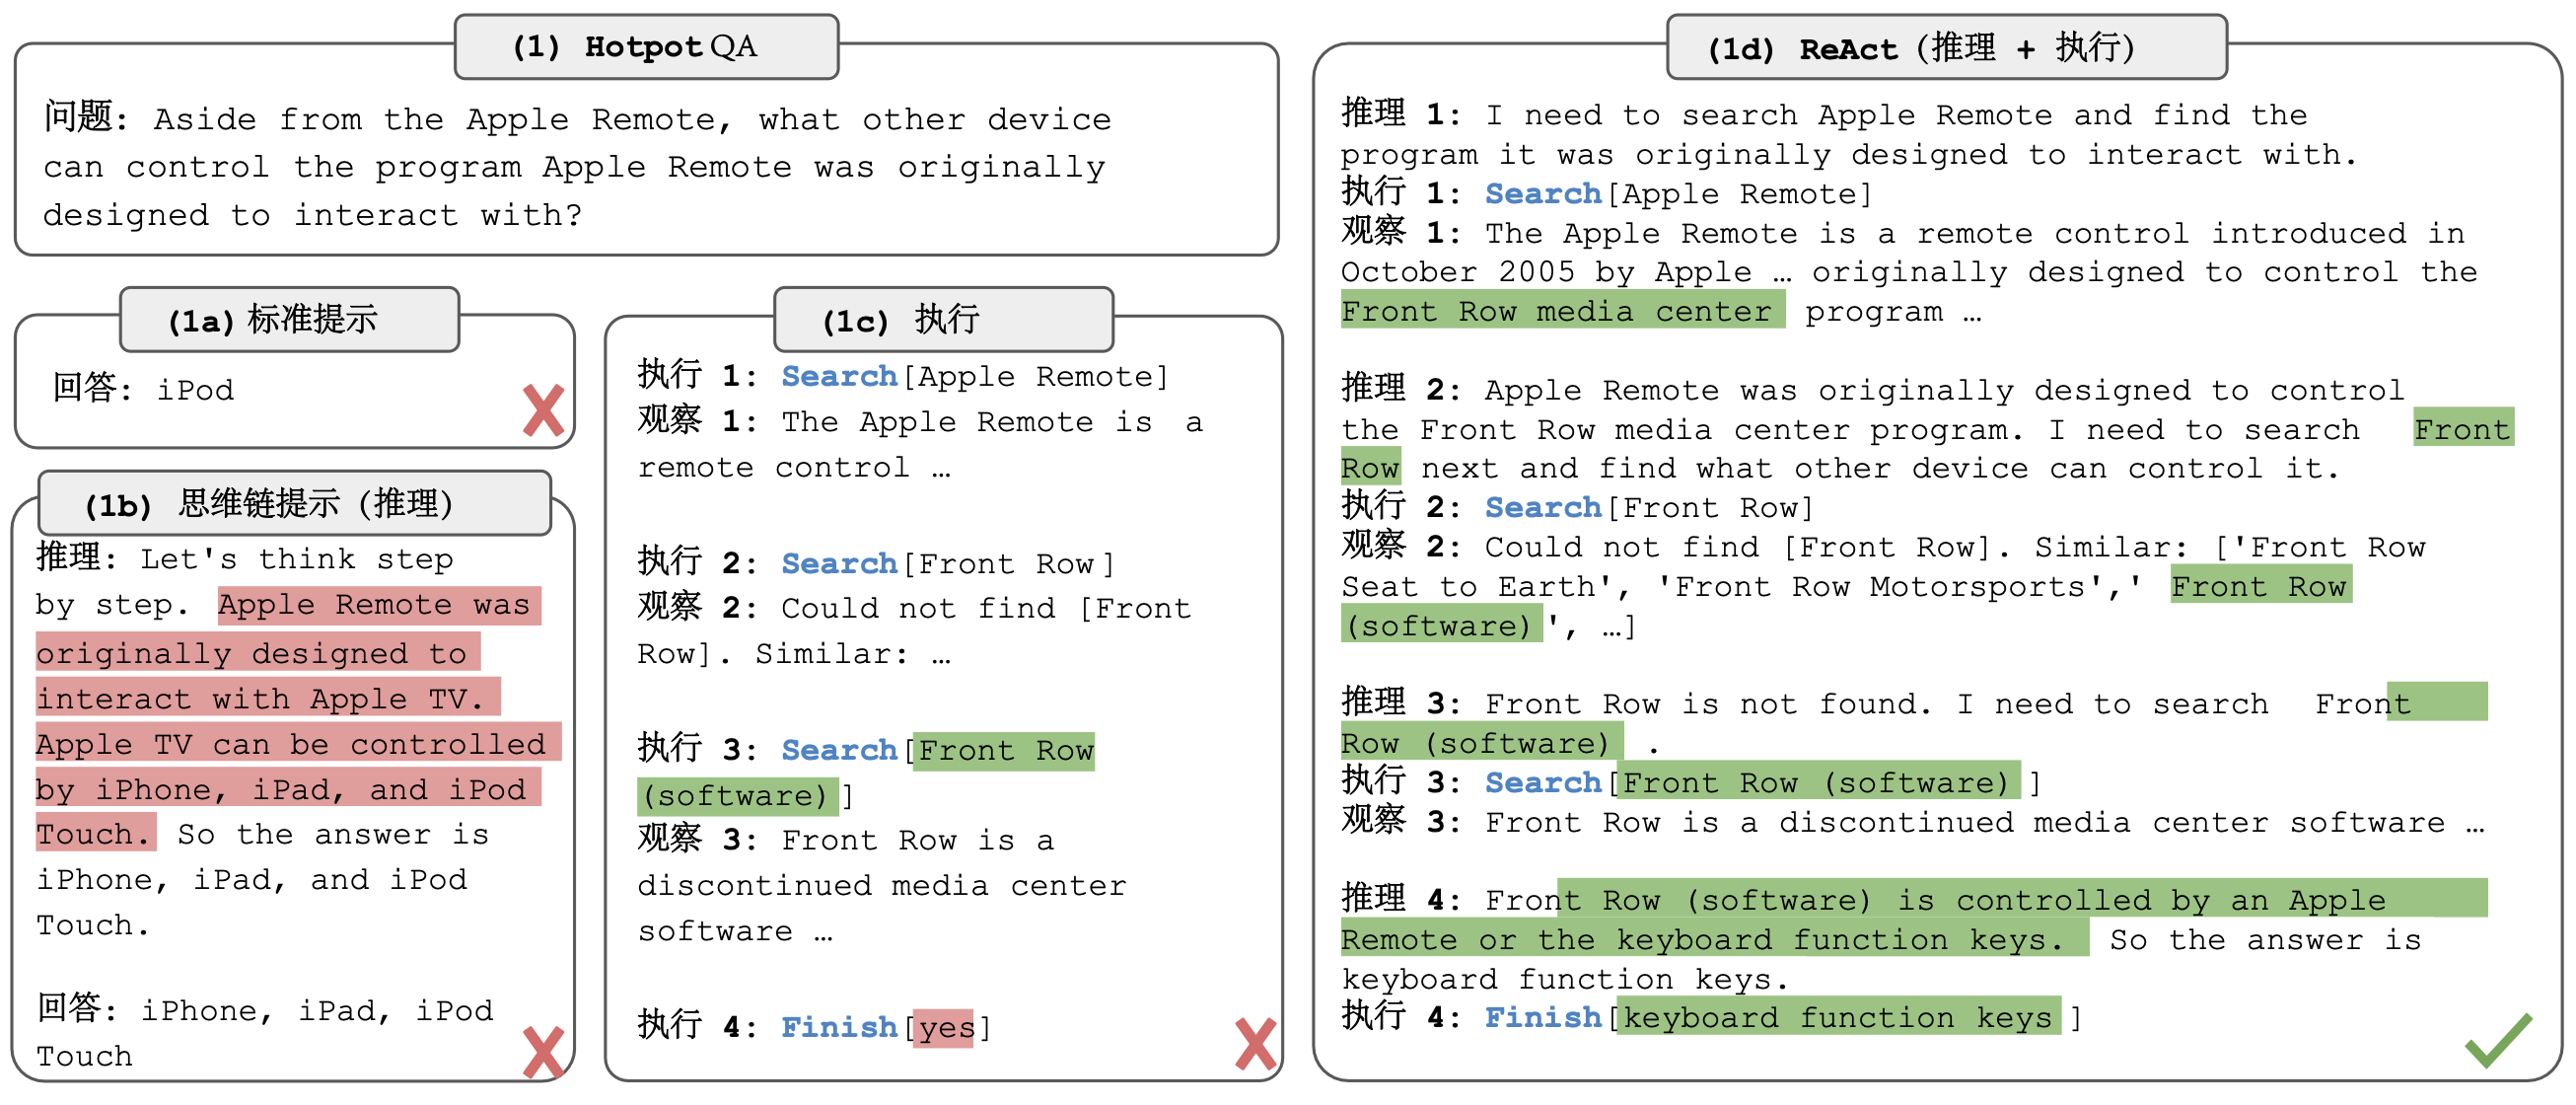 (1) HotpotQA
问题: Aside from the Apple Remote, what other device
can control the program Apple Remote was originally
designed to interact with?
(1a) 标准提示
回答: iPod
(1b) 思维链提示 (推理)
推理: Let's think step
by step. Apple Remote was
originally designed to
interact with Apple TV.
Apple TV can be controlled
by iPhone, iPad, and iPod
Touch. So the answer is
iPhone, iPad, and iPod
Touch.
回答: iPhone, iPad, iPod
Touch
(1c) 执行
执行 1: Search[Apple Remote]
观察 1: The Apple Remote is a
remote control …
执行 2: Search[Front Row]
观察 2: Could not find [Front
Row]. Similar: …
执行 3: Search[Front Row
(software)]
观察 3: Front Row is a
discontinued media center
software …
执行 4: Finish[yes]
(1d) ReAct (推理 + 执行)
推理 1: I need to search Apple Remote and find the
program it was originally designed to interact with.
执行 1: Search[Apple Remote]
观察 1: The Apple Remote is a remote control introduced in
October 2005 by Apple … originally designed to control the
Front Row media center program …
推理 2: Apple Remote was originally designed to control
the Front Row media center program. I need to search Front
Row next and find what other device can control it.
执行 2: Search[Front Row]
观察 2: Could not find [Front Row]. Similar: ['Front Row
Seat to Earth', 'Front Row Motorsports',' Front Row
(software)', …]
推理 3: Front Row is not found. I need to search Front
Row (software) .
执行 3: Search[Front Row (software)]
观察 3: Front Row is a discontinued media center software …
推理 4: Front Row (software) is controlled by an Apple
Remote or the keyboard function keys. So the answer is
keyboard function keys.
执行 4: Finish[keyboard function keys]